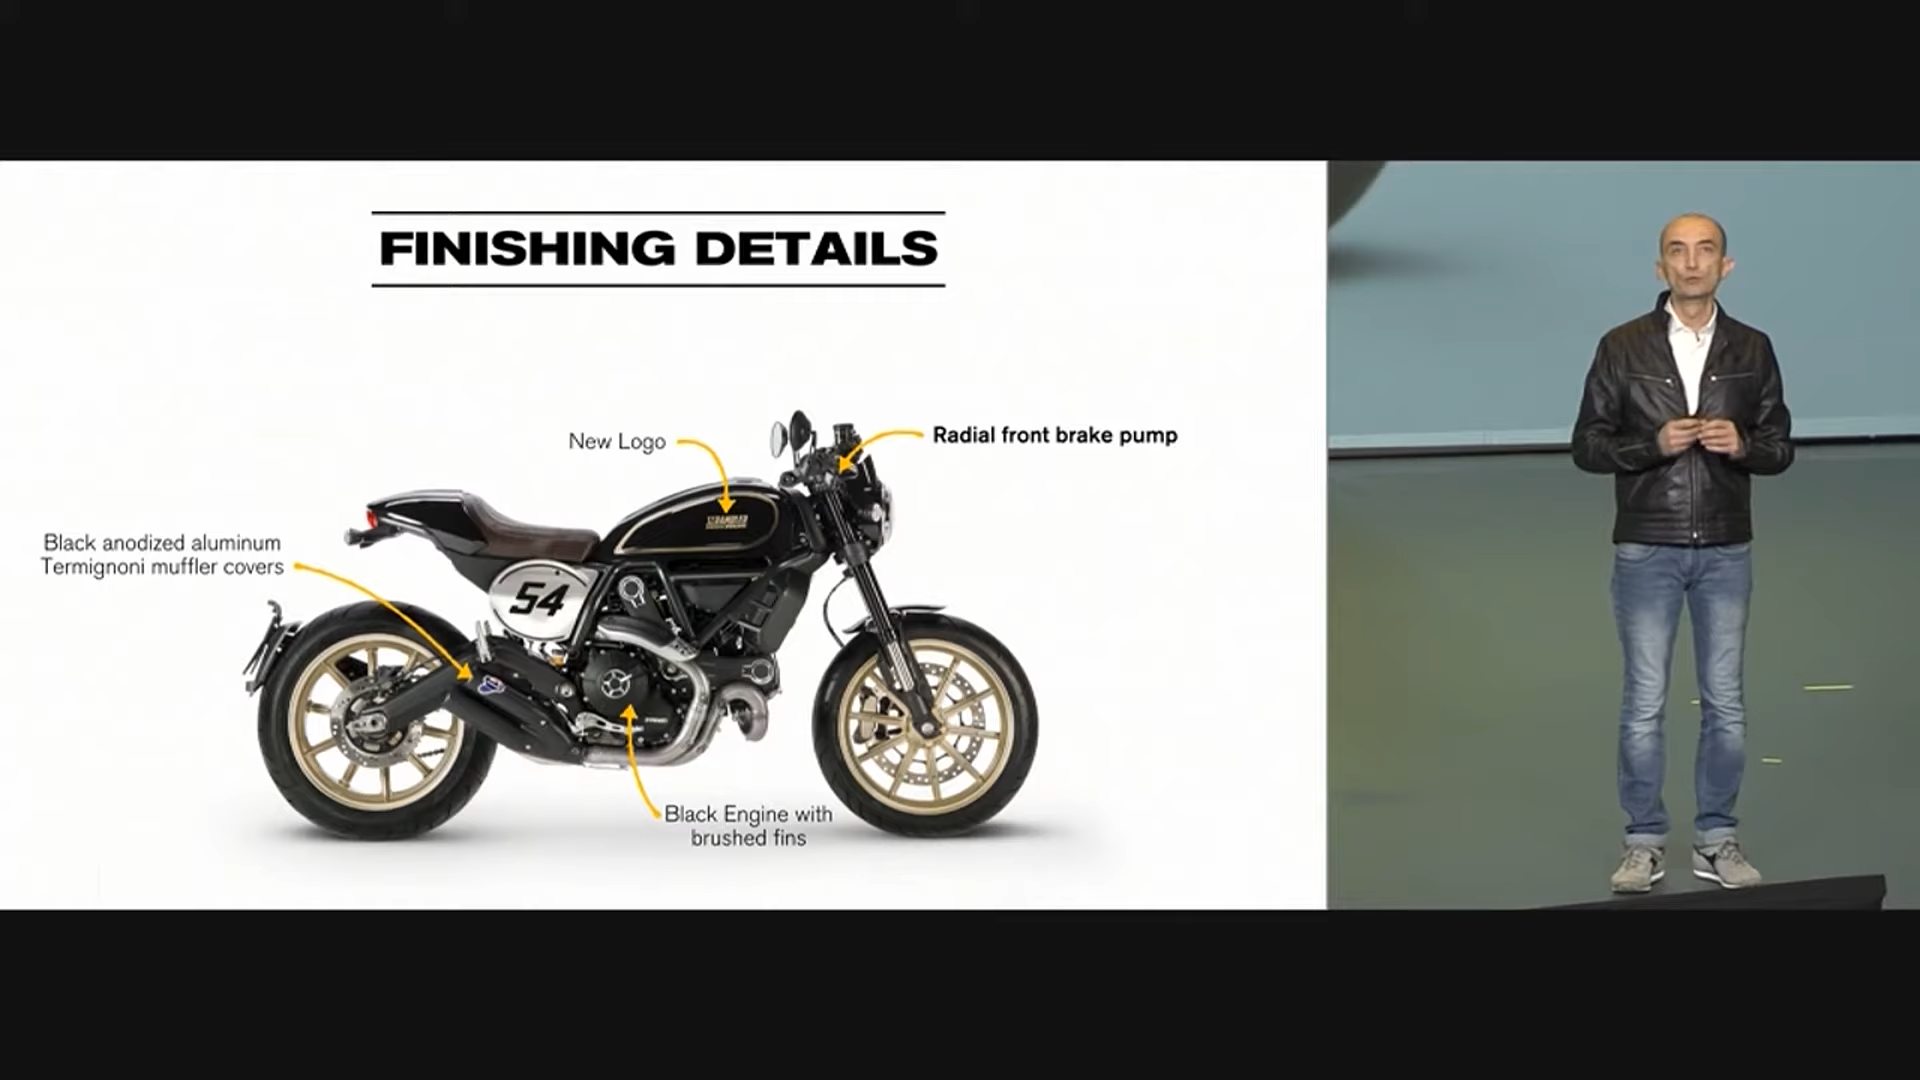 FINISHING DETAILS
New Logo
Radial front brake pump
Black anodized aluminum
Termignoni muffler covers
SCRAMBLER
54
Black Engine with
brushed fins